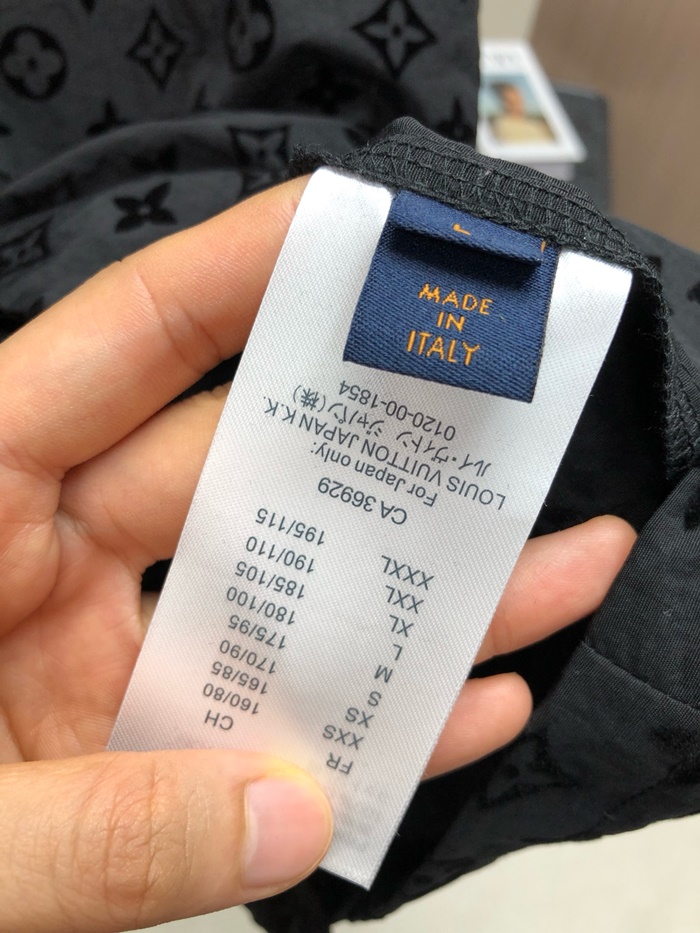 MADE
IN
ITALY
FR CH
XXS 160/80
XS 165/85
S 170/90
M 175/95
L 180/100
XL 185/105
XXL 190/110
XXXL 195/115
CA 36929
For Japan only:
LOUIS VUITTON JAPAN K.K.
ルイ・ヴィトン ジャパン(株)
0120-00-1854